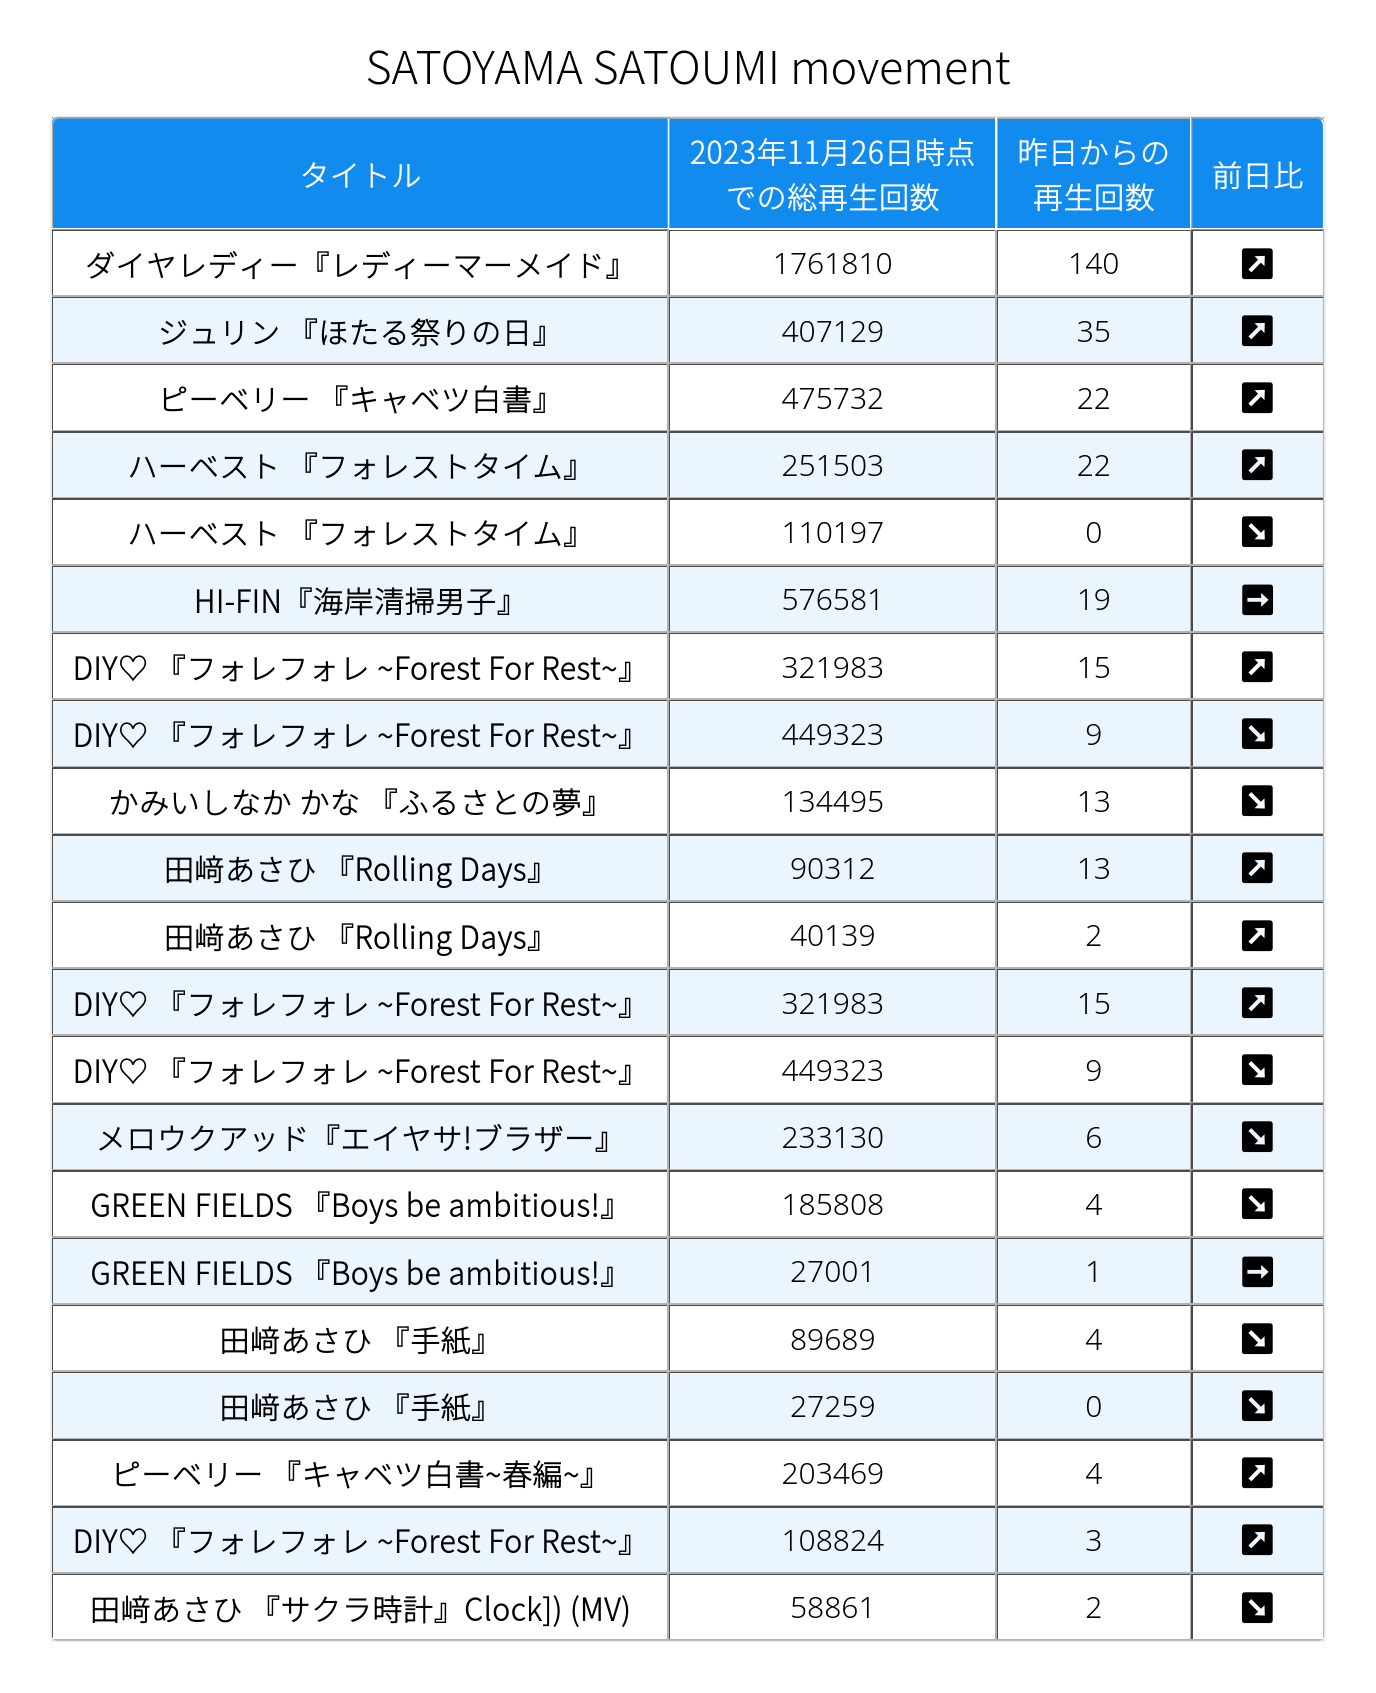 SATOYAMA SATOUMI movement
タイトル 2023年11月26日時点での総再生回数 昨日からの再生回数 前日比
ダイヤレディー『レディーマーメイド』 1761810 140 ↗
ジュリン 『ほたる祭りの日』 407129 35 ↗
ピーベリー 『キャベツ白書』 475732 22 ↗
ハーベスト 『フォレストタイム』 251503 22 ↗
ハーベスト 『フォレストタイム』 110197 0 ↘
HI-FIN『海岸清掃男子』 576581 19 →
DIY♡ 『フォレフォレ ~Forest For Rest~』 321983 15 ↗
DIY♡ 『フォレフォレ ~Forest For Rest~』 449323 9 ↘
かみいしなか かな 『ふるさとの夢』 134495 13 ↘
田﨑あさひ 『Rolling Days』 90312 13 ↗
田﨑あさひ 『Rolling Days』 40139 2 ↗
DIY♡ 『フォレフォレ ~Forest For Rest~』 321983 15 ↗
DIY♡ 『フォレフォレ ~Forest For Rest~』 449323 9 ↘
メロウクアッド『エイヤサ!ブラザー』 233130 6 ↘
GREEN FIELDS 『Boys be ambitious!』 185808 4 ↘
GREEN FIELDS 『Boys be ambitious!』 27001 1 →
田﨑あさひ 『手紙』 89689 4 ↘
田﨑あさひ 『手紙』 27259 0 ↘
ピーベリー 『キャベツ白書~春編~』 203469 4 ↗
DIY♡ 『フォレフォレ ~Forest For Rest~』 108824 3 ↗
田﨑あさひ 『サクラ時計』Clock]) (MV) 58861 2 ↘